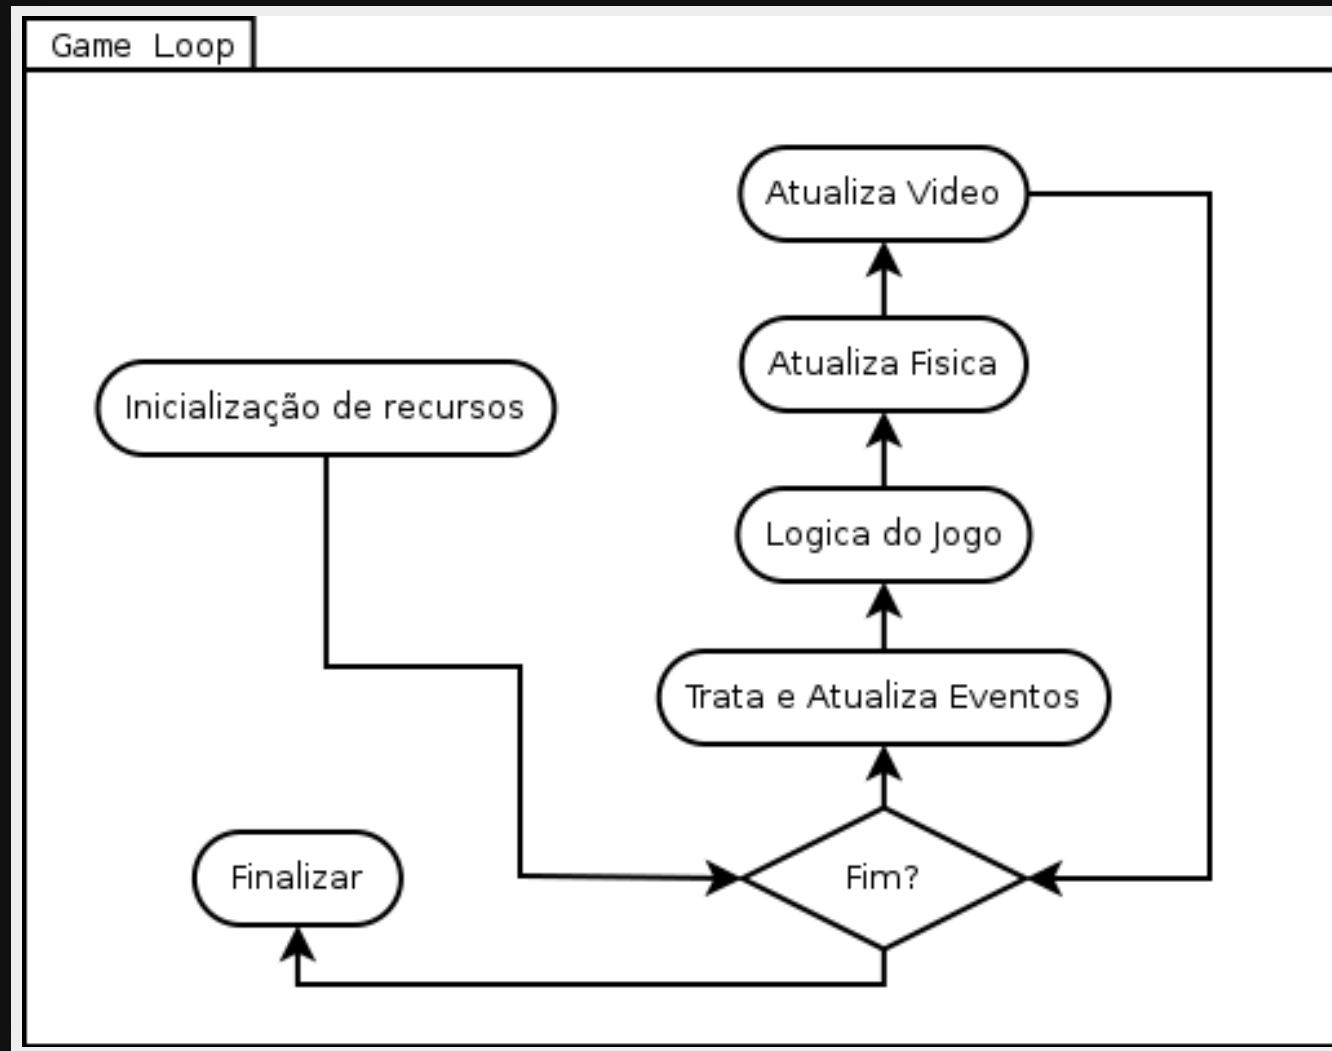 Game Loop
Atualiza Video
Atualiza Fisica
Inicialização de recursos
Logica do Jogo
Trata e Atualiza Eventos
Finalizar
Fim?